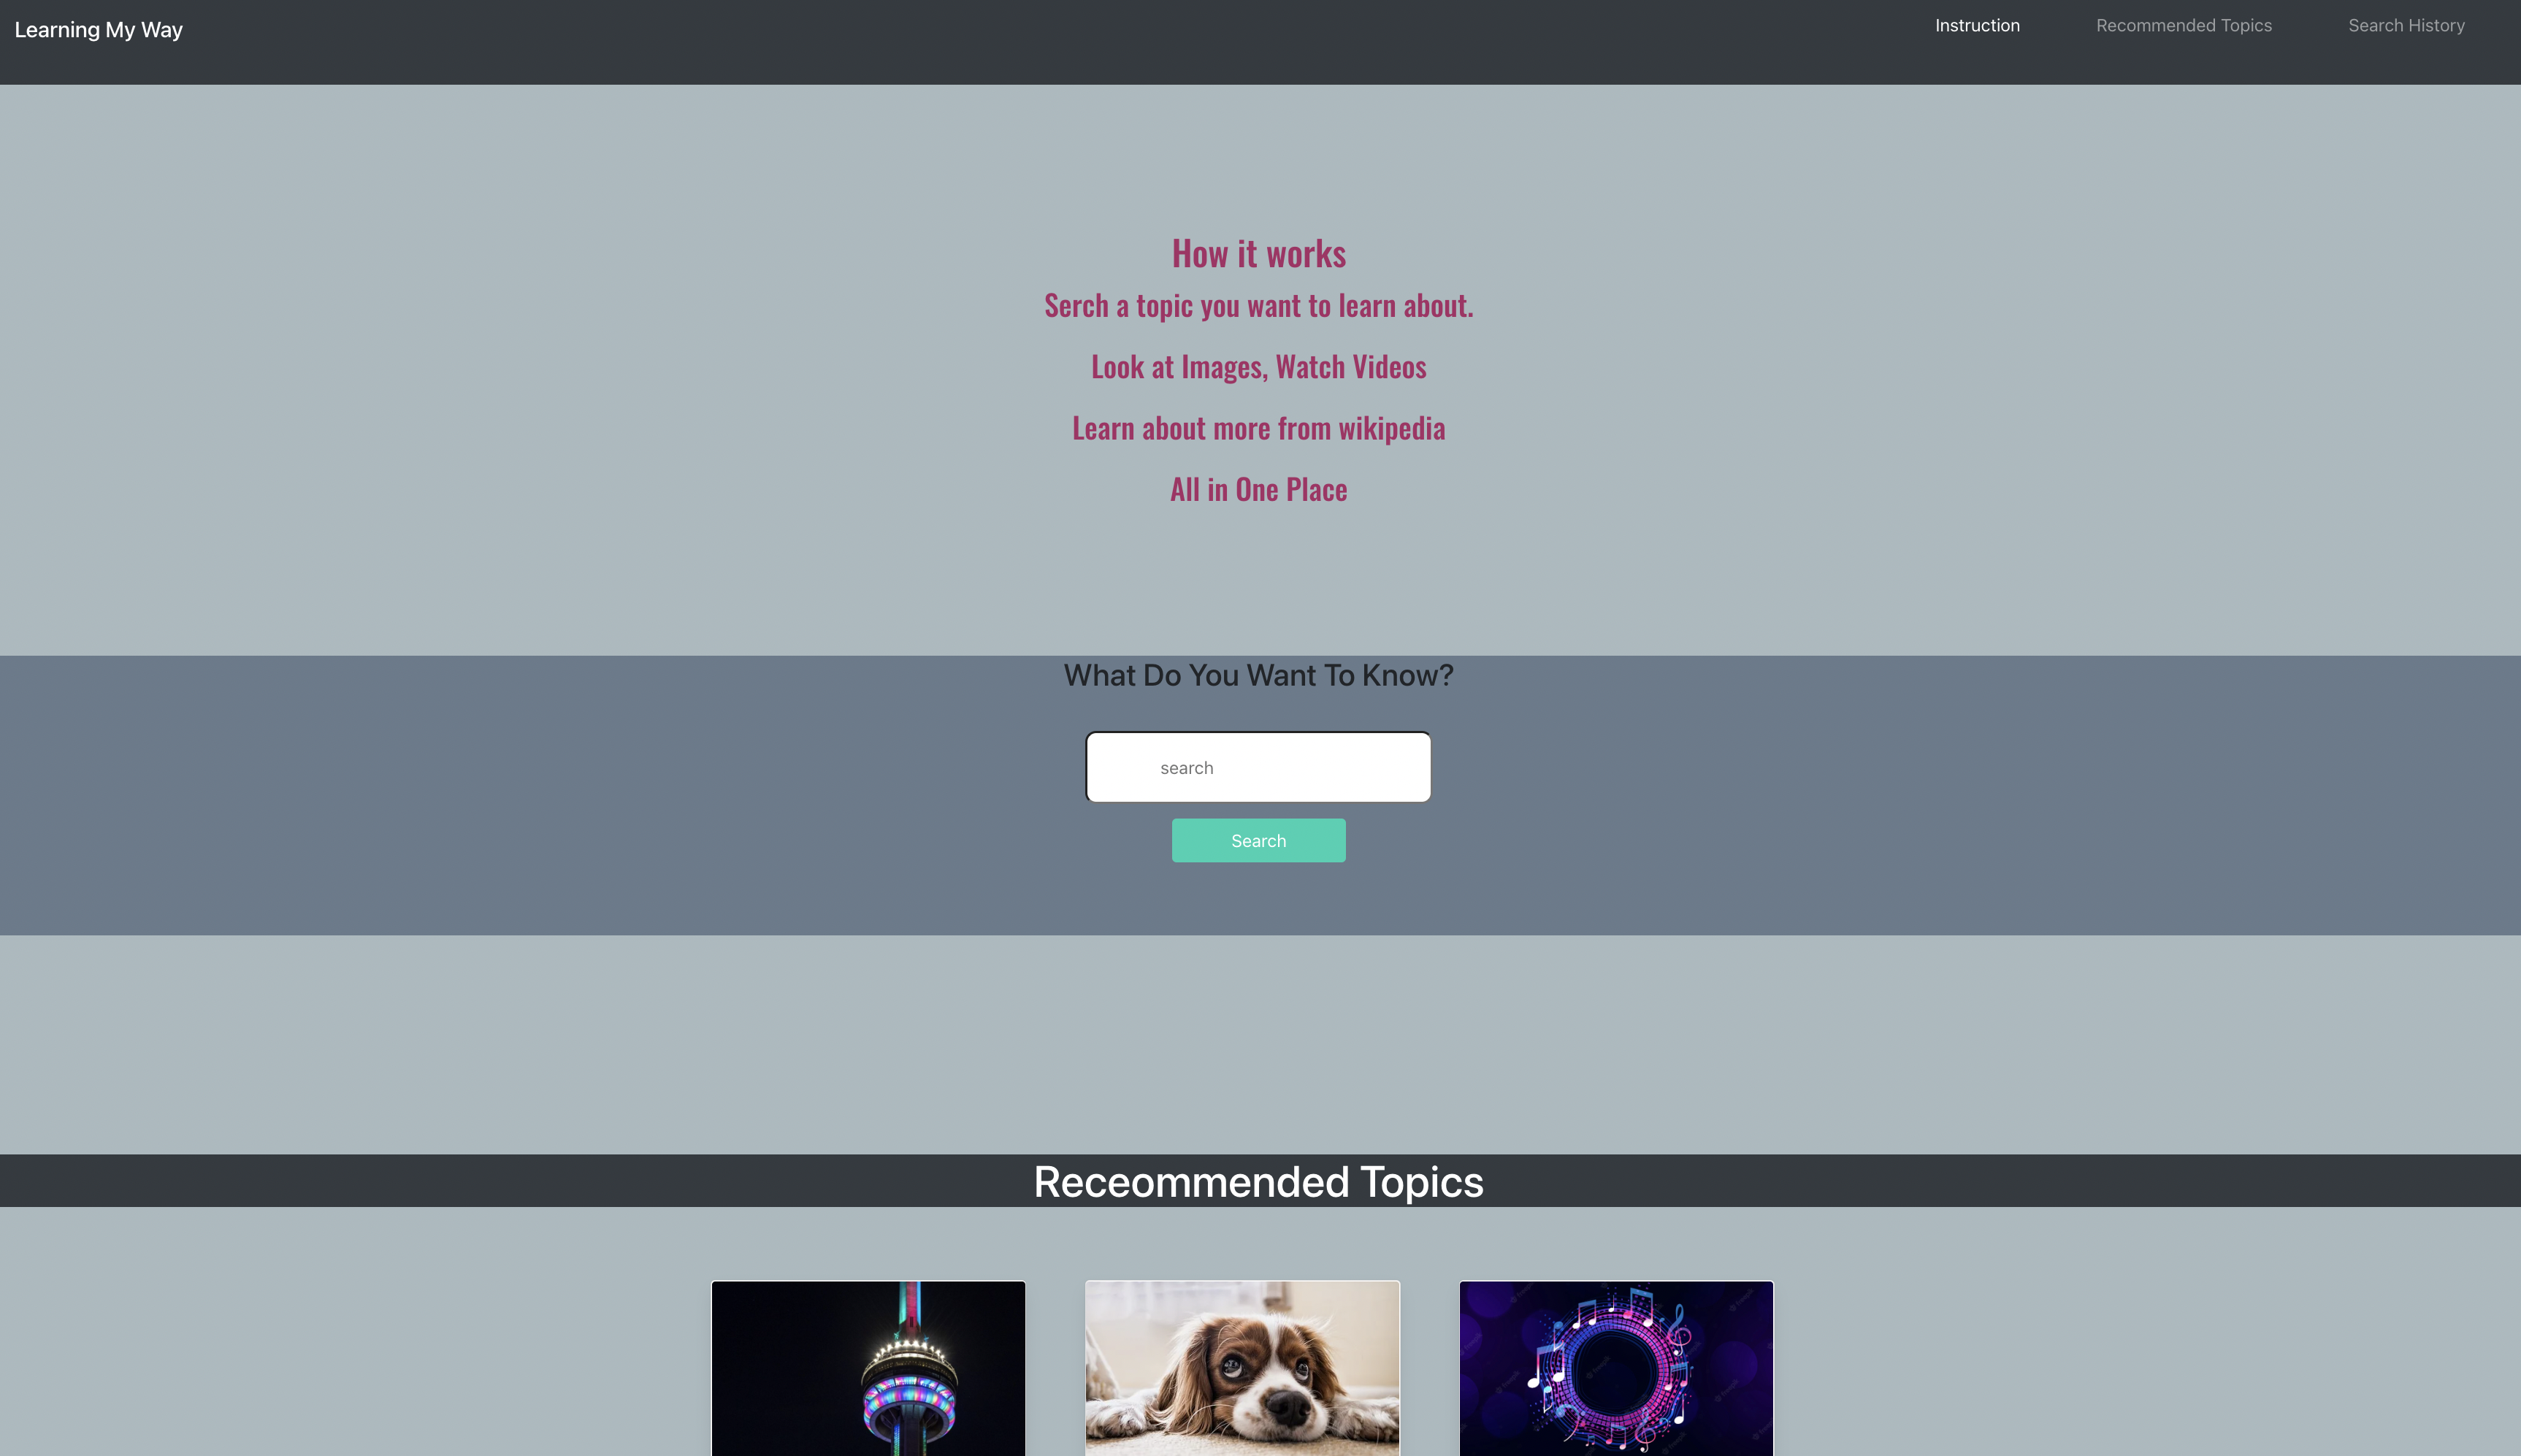 Learning My Way
Instruction
Recommended Topics
Search History
How it works
Serch a topic you want to learn about.
Look at Images, Watch Videos
Learn about more from wikipedia
All in One Place
What Do You Want To Know?
search
Search
Receommended Topics